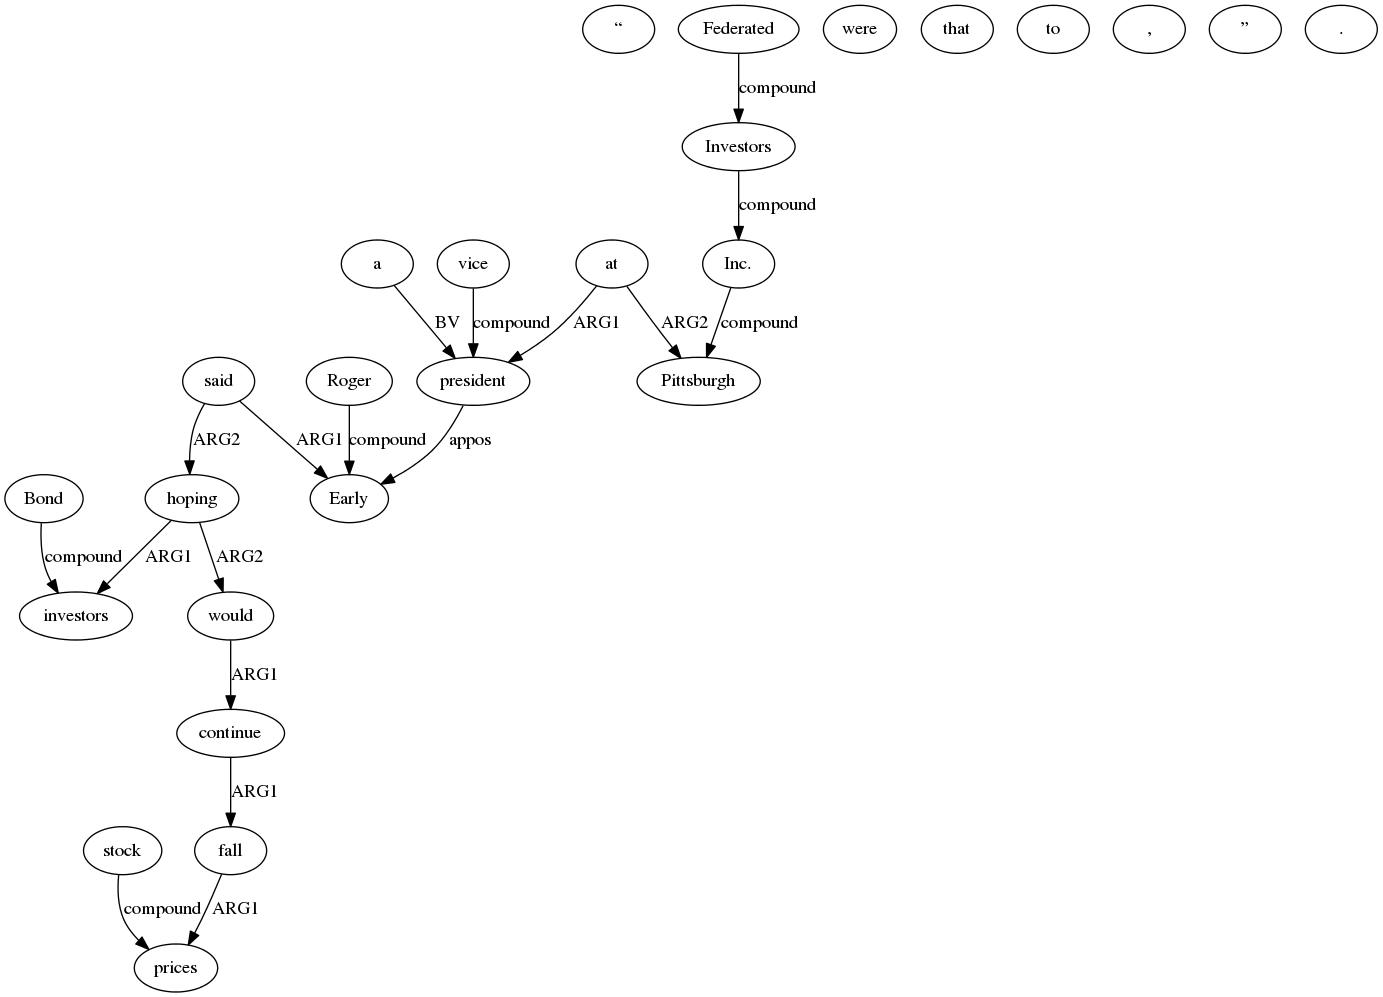 “ Federated were that to , ” .
compound
Investors
compound
a vice at Inc.
BV compound ARG1 ARG2 compound
said Roger president Pittsburgh
ARG2 ARG1 compound appos
Bond hoping Early
compound ARG1 ARG2
investors would
ARG1
continue
ARG1
stock fall
compound ARG1
prices